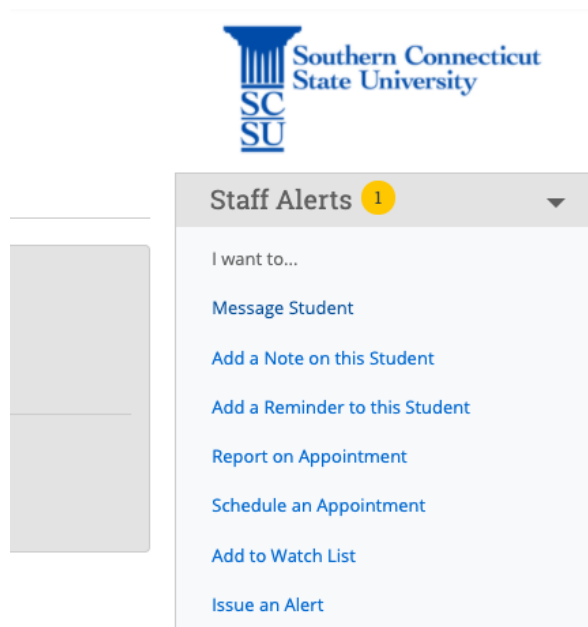 Southern Connecticut
State University
SC
SU
Staff Alerts 1
I want to...
Message Student
Add a Note on this Student
Add a Reminder to this Student
Report on Appointment
Schedule an Appointment
Add to Watch List
Issue an Alert